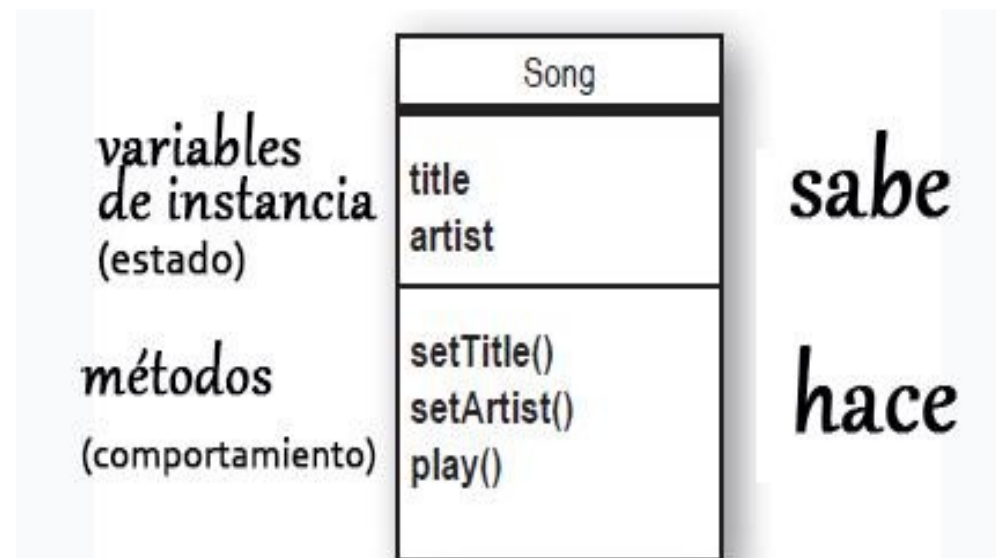 Song
variables
de instancia
(estado)
title
artist
sabe
métodos
(comportamiento)
setTitle()
setArtist()
play()
hace